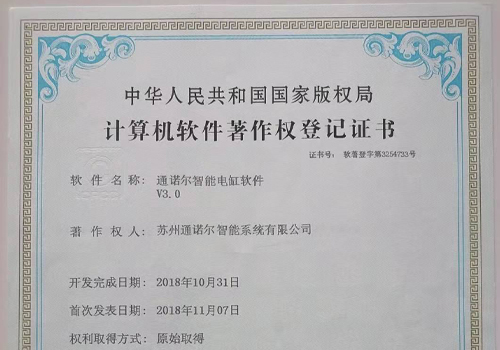 中华人民共和国国家版权局
计算机软件著作权登记证书
证书号： 软著登字第3254723号
软件名称： 通诺尔智能电缸软件
V3.0
著作权人： 苏州通诺尔智能系统有限公司
开发完成日期： 2018年10月31日
首次发表日期： 2018年11月07日
权利取得方式： 原始取得